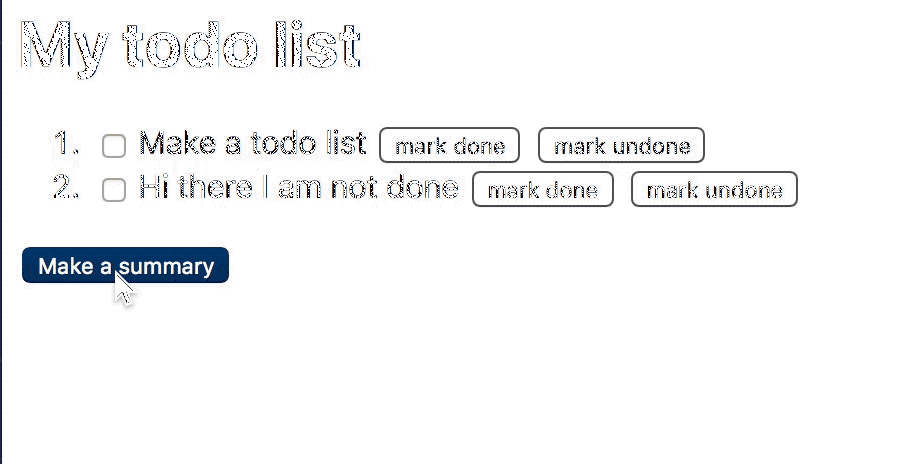 My todo list
1. Make a todo list mark done mark undone
2. Hi there I am not done mark done mark undone
Make a summary